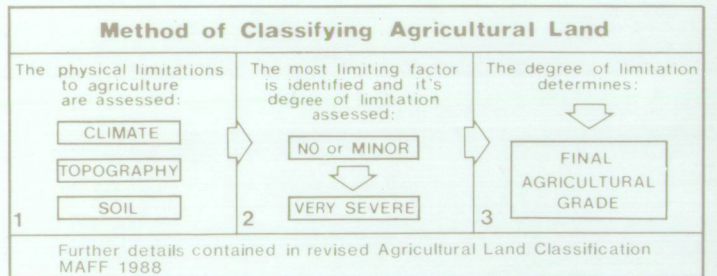 Method of Classifying Agricultural Land
The physical limitations
to agriculture
are assessed:
CLIMATE
TOPOGRAPHY
SOIL
1
The most limiting factor
is identified and it's
degree of limitation
assessed:
NO or MINOR
VERY SEVERE
2
The degree of limitation
determines:
FINAL
AGRICULTURAL
GRADE
3
Further details contained in revised Agricultural Land Classification
MAFF 1988